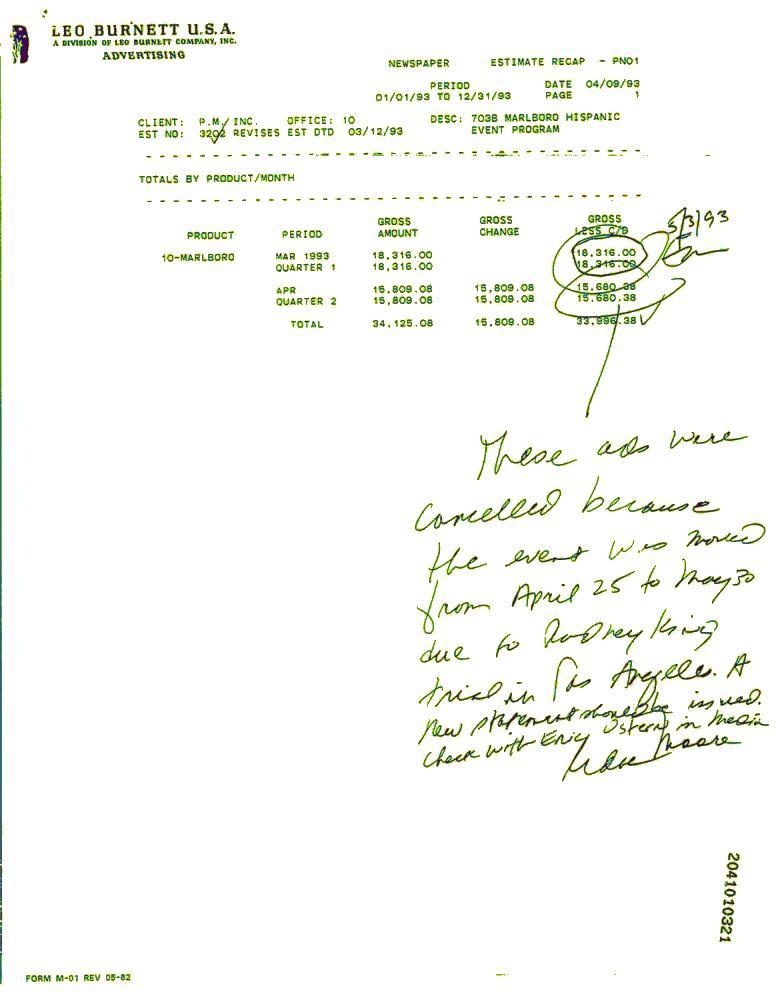 LEO BURNETT U.S.A.
A DIVISION OF LEO BURNETT COMPANY, INC.
ADVERTISING
NEWSPAPER ESTIMATE RECAP - PNO1
PERIOD DATE 04/09/93
01/01/93 TO 12/31/93 PAGE 1
CLIENT: P.M. INC. OFFICE: 10 DESC: 703B MARLBORO HISPANIC
EST NO: 3202 REVISES EST DTD 03/12/93 EVENT PROGRAM
TOTALS BY PRODUCT/MONTH
GROSS GROSS GROSS
PRODUCT PERIOD AMOUNT CHANGE LESS C/D
5/3/93
10-MARLBORO MAR 1993 18,316.00 18,316.00
QUARTER 1 18,316.00 18,316.00
APR 15,809.08 15,809.08 15,680.38
QUARTER 2 15,809.08 15,809.08 15,680.38
TOTAL 34,125.08 15,809.08 33,996.38
These ads were
cancelled because
the event was moved
from April 25 to May 30
due to Rodney King
trial in Los Angeles. A
new statement should be issued.
Check with in Media
Moore
2041010321
FORM M-01 REV 05-82